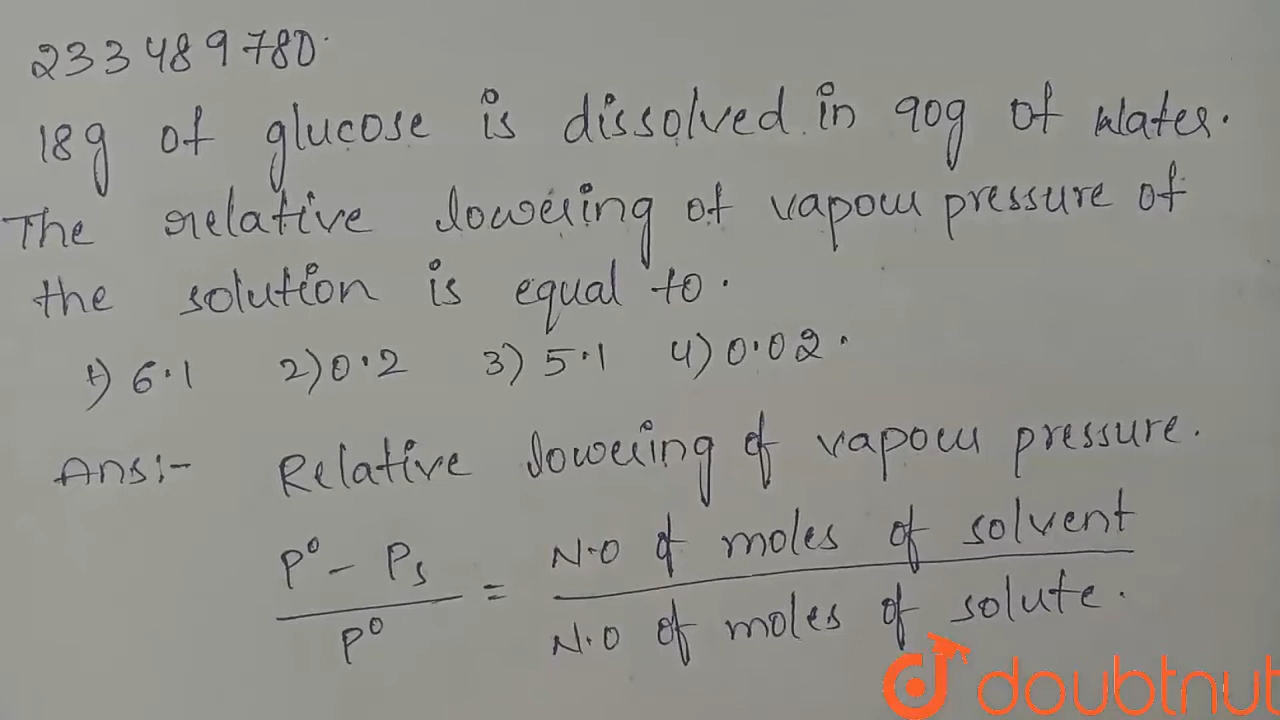 233489780.
18g of glucose is dissolved in 90g of water.
The relative lowering of vapour pressure of
the solution is equal to.
1) 6.1 2) 0.2 3) 5.1 4) 0.02.
Ans:- Relative lowering of vapour pressure.
P° - Ps / P° = N.O of moles of solvent / N.O of moles of solute.
doubtnut